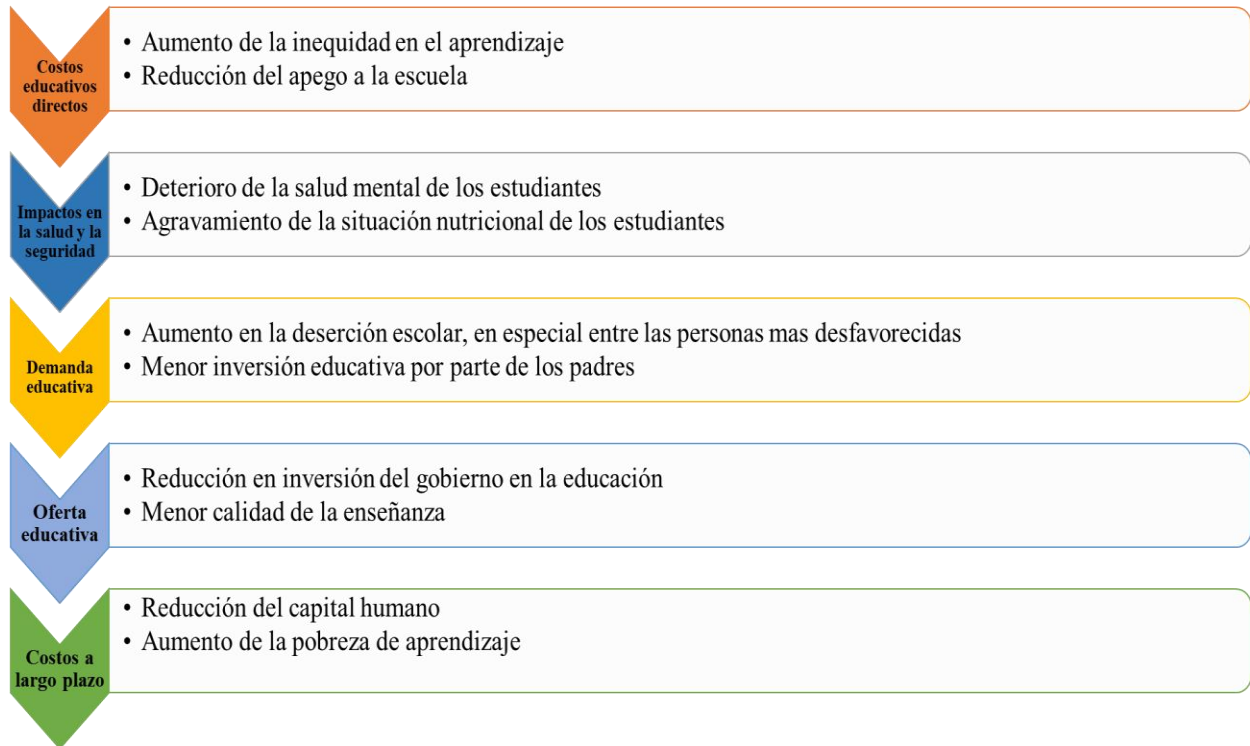 Costos
educativos
directos
• Aumento de la inequidad en el aprendizaje
• Reducción del apego a la escuela
Impactos en
la salud y la
seguridad
• Deterioro de la salud mental de los estudiantes
• Agravamiento de la situación nutricional de los estudiantes
Demanda
educativa
• Aumento en la deserción escolar, en especial entre las personas mas desfavorecidas
• Menor inversión educativa por parte de los padres
Oferta
educativa
• Reducción en inversión del gobierno en la educación
• Menor calidad de la enseñanza
Costos a
largo plazo
• Reducción del capital humano
• Aumento de la pobreza de aprendizaje